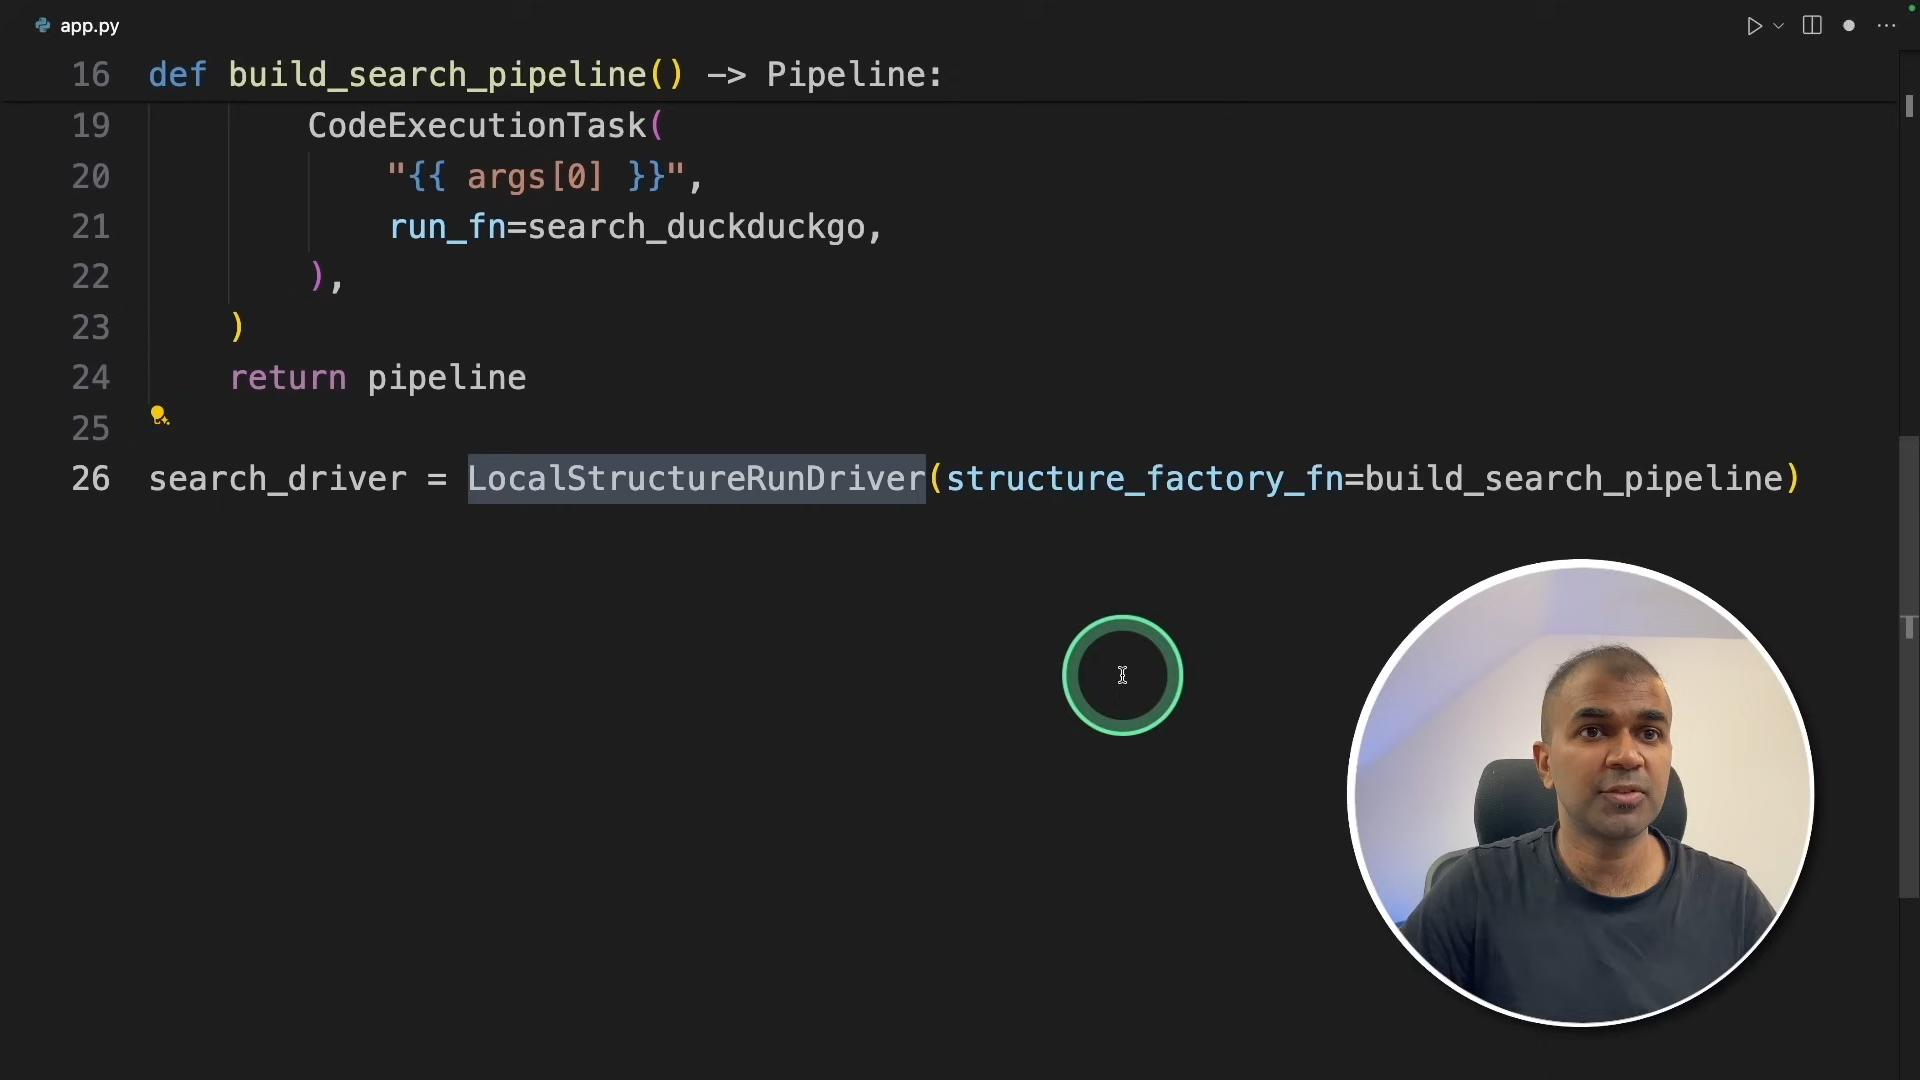 app.py
16 def build_search_pipeline() -> Pipeline:
19 CodeExecutionTask(
20 "{{ args[0] }}",
21 run_fn=search_duckduckgo,
22 ),
23 )
24 return pipeline
25
26 search_driver = LocalStructureRunDriver(structure_factory_fn=build_search_pipeline)